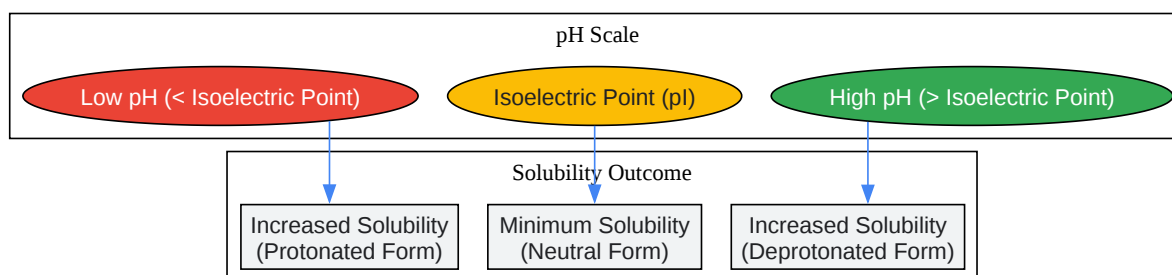 pH Scale
Low pH (< Isoelectric Point)
Isoelectric Point (pI)
High pH (> Isoelectric Point)
Solubility Outcome
Increased Solubility
(Protonated Form)
Minimum Solubility
(Neutral Form)
Increased Solubility
(Deprotonated Form)